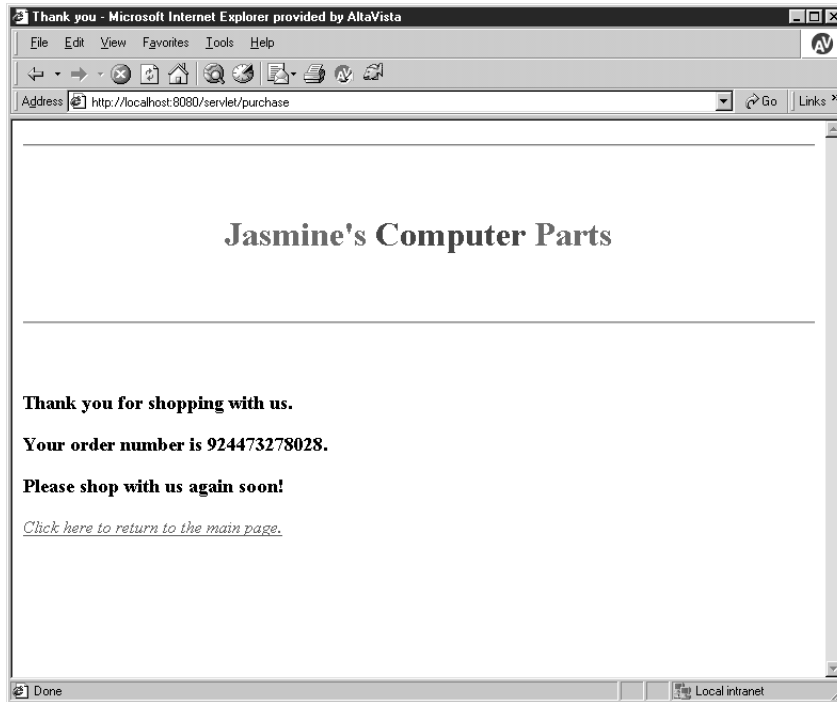 Thank you - Microsoft Internet Explorer provided by AltaVista
File Edit View Favorites Tools Help
AV
Address http://localhost:8080/servlet/purchase Go Links »
Jasmine's Computer Parts
Thank you for shopping with us.
Your order number is 924473278028.
Please shop with us again soon!
Click here to return to the main page.
Done Local intranet